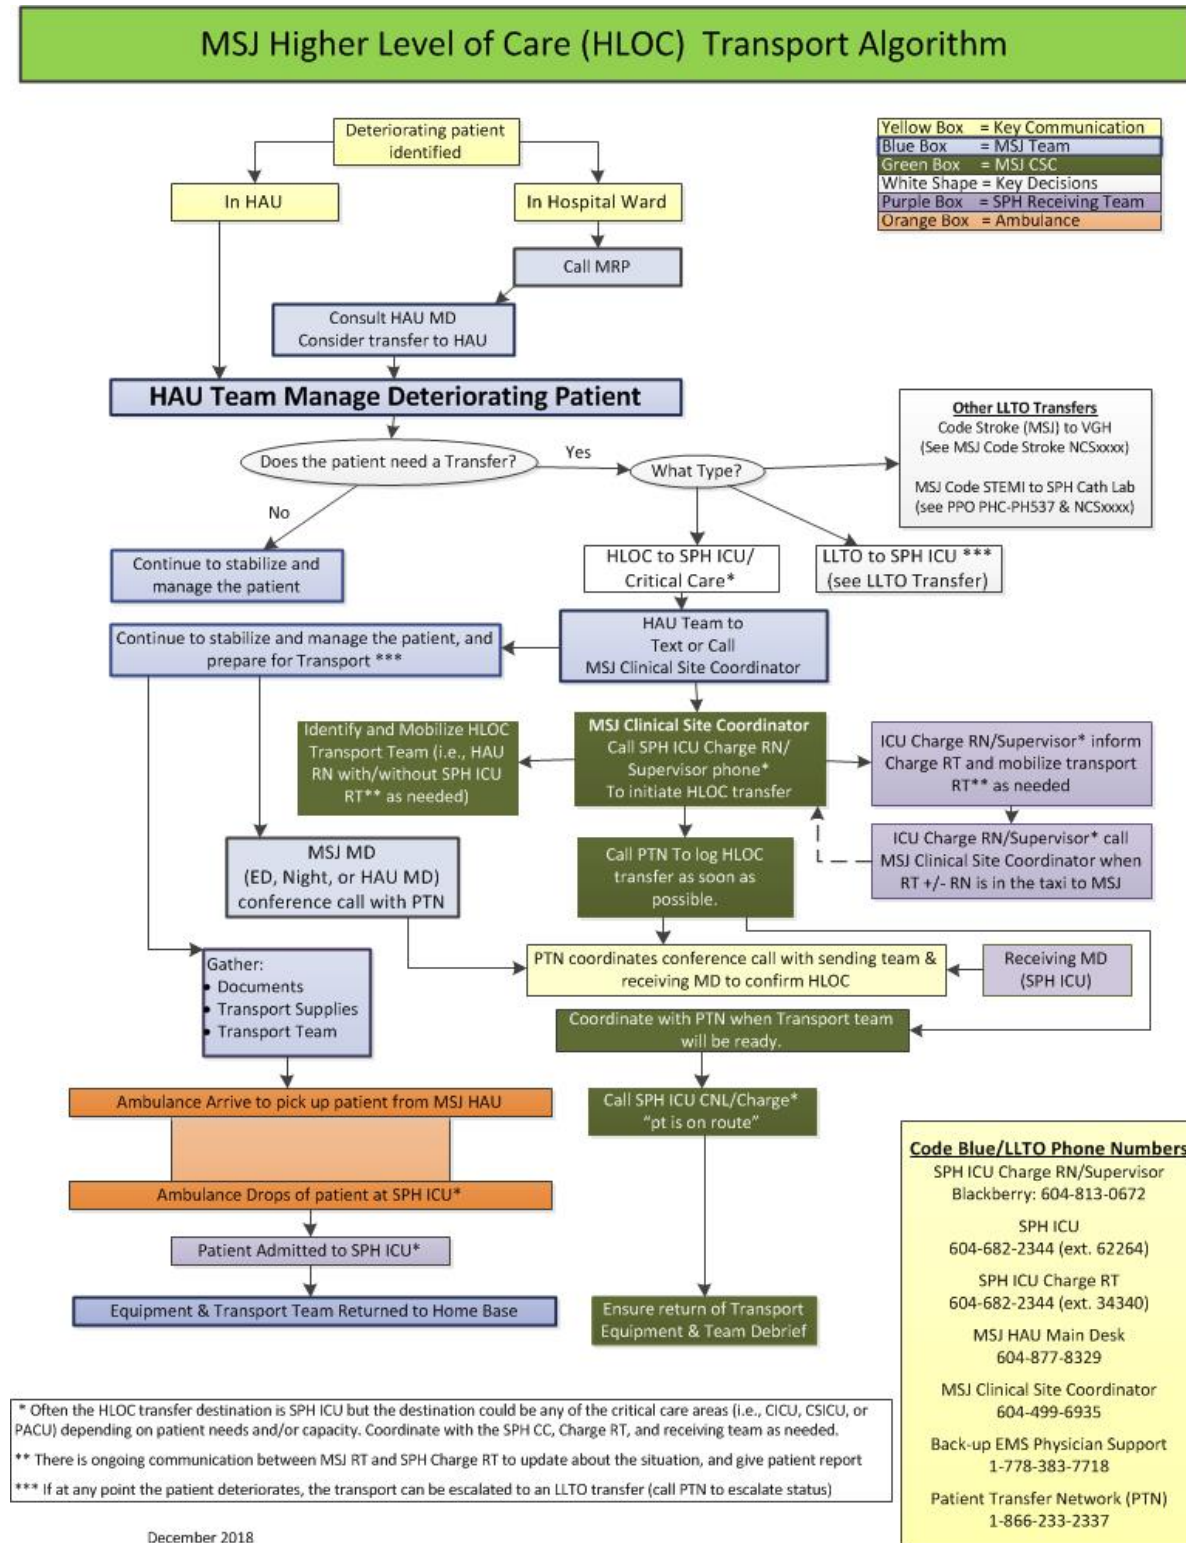 MSJ Higher Level of Care (HLOC) Transport Algorithm
Deteriorating patient
identified
Yellow Box = Key Communication
Blue Box = MSJ Team
Green Box = MSJ CSC
White Shape = Key Decisions
Purple Box = SPH Receiving Team
Orange Box = Ambulance
In HAU
In Hospital Ward
Call MRP
Consult HAU MD
Consider transfer to HAU
HAU Team Manage Deteriorating Patient
Other LLTO Transfers
Code Stroke (MSJ) to VGH
(See MSJ Code Stroke NCSxxxx)
MSJ Code STEMI to SPH Cath Lab
(see PPO PHC-PH537 & NCSxxxx)
Does the patient need a Transfer?
Yes
What Type?
No
Continue to stabilize and
manage the patient
HLOC to SPH ICU/
Critical Care*
LLTO to SPH ICU ***
(see LLTO Transfer)
Continue to stabilize and manage the patient, and
prepare for Transport ***
HAU Team to
Text or Call
MSJ Clinical Site Coordinator
Identify and Mobilize HLOC
Transport Team (i.e., HAU
RN with/without SPH ICU
RT** as needed)
MSJ Clinical Site Coordinator
Call SPH ICU Charge RN/
Supervisor phone*
To initiate HLOC transfer
ICU Charge RN/Supervisor* inform
Charge RT and mobilize transport
RT** as needed
MSJ MD
(ED, Night, or HAU MD)
conference call with PTN
Call PTN To log HLOC
transfer as soon as
possible.
ICU Charge RN/Supervisor* call
MSJ Clinical Site Coordinator when
RT +/- RN is in the taxi to MSJ
Gather:
• Documents
• Transport Supplies
• Transport Team
PTN coordinates conference call with sending team &
receiving MD to confirm HLOC
Receiving MD
(SPH ICU)
Coordinate with PTN when Transport team
will be ready.
Ambulance Arrive to pick up patient from MSJ HAU
Call SPH ICU CNL/Charge*
"pt is on route"
Ambulance Drops of patient at SPH ICU*
Patient Admitted to SPH ICU*
Equipment & Transport Team Returned to Home Base
Ensure return of Transport
Equipment & Team Debrief
Code Blue/LLTO Phone Numbers
SPH ICU Charge RN/Supervisor
Blackberry: 604-813-0672
SPH ICU
604-682-2344 (ext. 62264)
SPH ICU Charge RT
604-682-2344 (ext. 34340)
MSJ HAU Main Desk
604-877-8329
MSJ Clinical Site Coordinator
604-499-6935
Back-up EMS Physician Support
1-778-383-7718
Patient Transfer Network (PTN)
1-866-233-2337
* Often the HLOC transfer destination is SPH ICU but the destination could be any of the critical care areas (i.e., CICU, CSICU, or
PACU) depending on patient needs and/or capacity. Coordinate with the SPH CC, Charge RT, and receiving team as needed.
** There is ongoing communication between MSJ RT and SPH Charge RT to update about the situation, and give patient report
*** If at any point the patient deteriorates, the transport can be escalated to an LLTO transfer (call PTN to escalate status)
December 2018